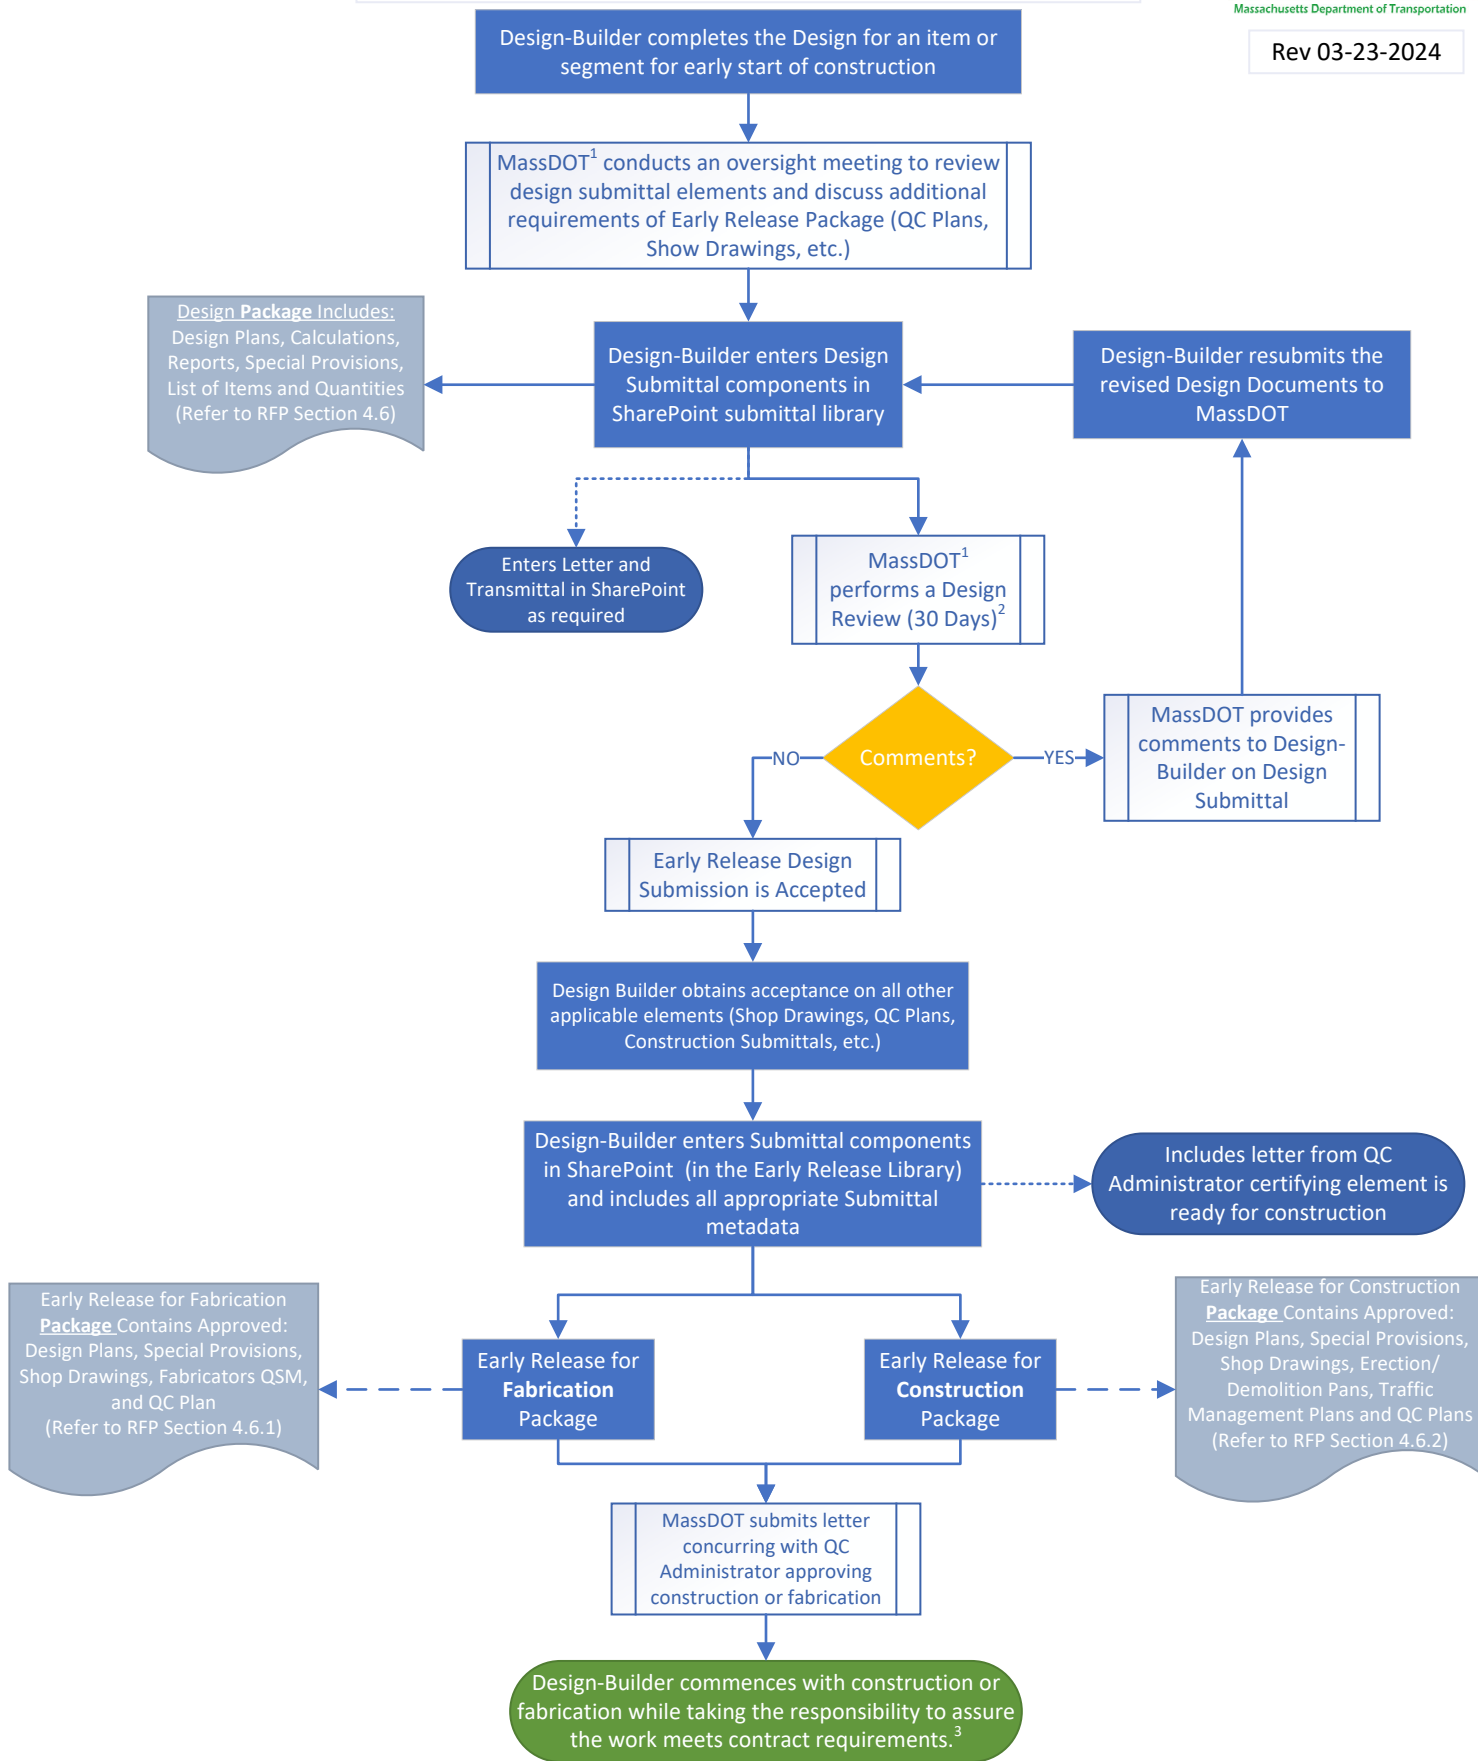 Massachusetts Department of Transportation
Rev 03-23-2024
Design-Builder completes the Design for an item or
segment for early start of construction
MassDOT1 conducts an oversight meeting to review
design submittal elements and discuss additional
requirements of Early Release Package (QC Plans,
Show Drawings, etc.)
Design Package Includes:
Design Plans, Calculations,
Reports, Special Provisions,
List of Items and Quantities
(Refer to RFP Section 4.6)
Design-Builder enters Design
Submittal components in
SharePoint submittal library
Design-Builder resubmits the
revised Design Documents to
MassDOT
Enters Letter and
Transmittal in SharePoint
as required
MassDOT1
performs a Design
Review (30 Days)2
Comments?
NO
YES
MassDOT provides
comments to Design-
Builder on Design
Submittal
Early Release Design
Submission is Accepted
Design Builder obtains acceptance on all other
applicable elements (Shop Drawings, QC Plans,
Construction Submittals, etc.)
Design-Builder enters Submittal components
in SharePoint (in the Early Release Library)
and includes all appropriate Submittal
metadata
Includes letter from QC
Administrator certifying element is
ready for construction
Early Release for Fabrication
Package Contains Approved:
Design Plans, Special Provisions,
Shop Drawings, Fabricators QSM,
and QC Plan
(Refer to RFP Section 4.6.1)
Early Release for
Fabrication
Package
Early Release for
Construction
Package
Early Release for Construction
Package Contains Approved:
Design Plans, Special Provisions,
Shop Drawings, Erection/
Demolition Pans, Traffic
Management Plans and QC Plans
(Refer to RFP Section 4.6.2)
MassDOT submits letter
concurring with QC
Administrator approving
construction or fabrication
Design-Builder commences with construction or
fabrication while taking the responsibility to assure
the work meets contract requirements.3